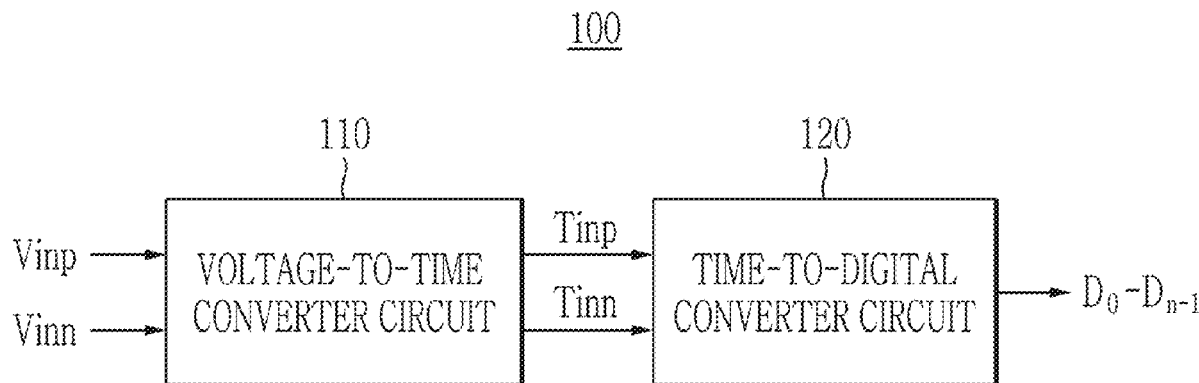 100
110
120
Vinp
Vinn
VOLTAGE-TO-TIME
CONVERTER CIRCUIT
Tinp
Tinn
TIME-TO-DIGITAL
CONVERTER CIRCUIT
D₀-Dₙ₋₁